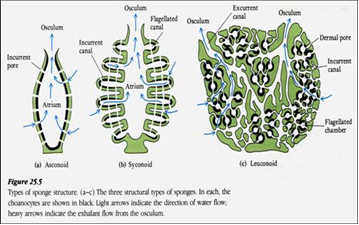 Osculum
Incurrent
pore
Atrium
(a) Asconoid
Osculum
Flagellated
canal
Incurrent
canal
Atrium
(b) Syconoid
Osculum
Excurrent
canal
Osculum
Dermal pore
Incurrent
canal
Flagellated
chamber
(c) Leuconoid
Figure 25.5
Types of sponge structure. (a–c) The three structural types of sponges. In each, the
choanocytes are shown in black. Light arrows indicate the direction of water flow;
heavy arrows indicate the exhalant flow from the osculum.